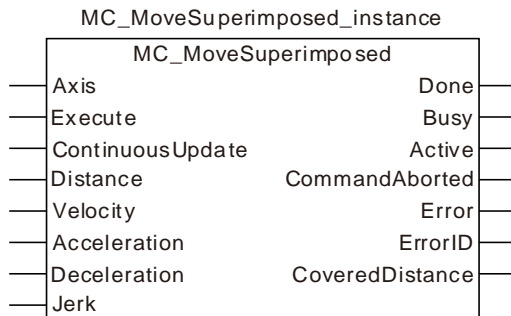 MC_MoveSuperimposed_instance
MC_MoveSuperimposed
Axis Done
Execute Busy
ContinuousUpdate Active
Distance CommandAborted
Velocity Error
Acceleration ErrorID
Deceleration CoveredDistance
Jerk